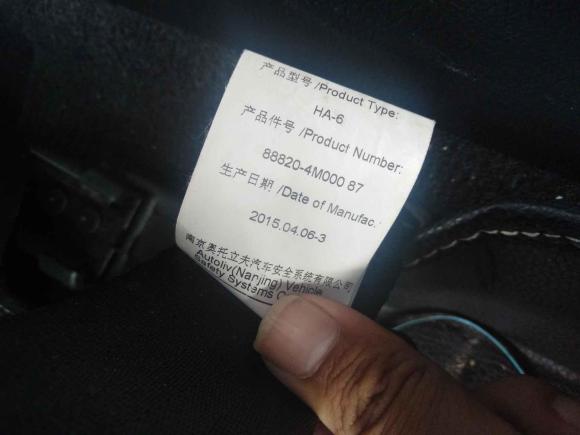 产品型号 /Product Type:
HA-6
产品件号 /Product Number:
88820-4M000 87
生产日期 /Date of Manufac.:
2015.04.06-3
南京奥托立夫汽车安全系统有限公司
Autoliv(Nanjing) Vehicle
Safety Systems